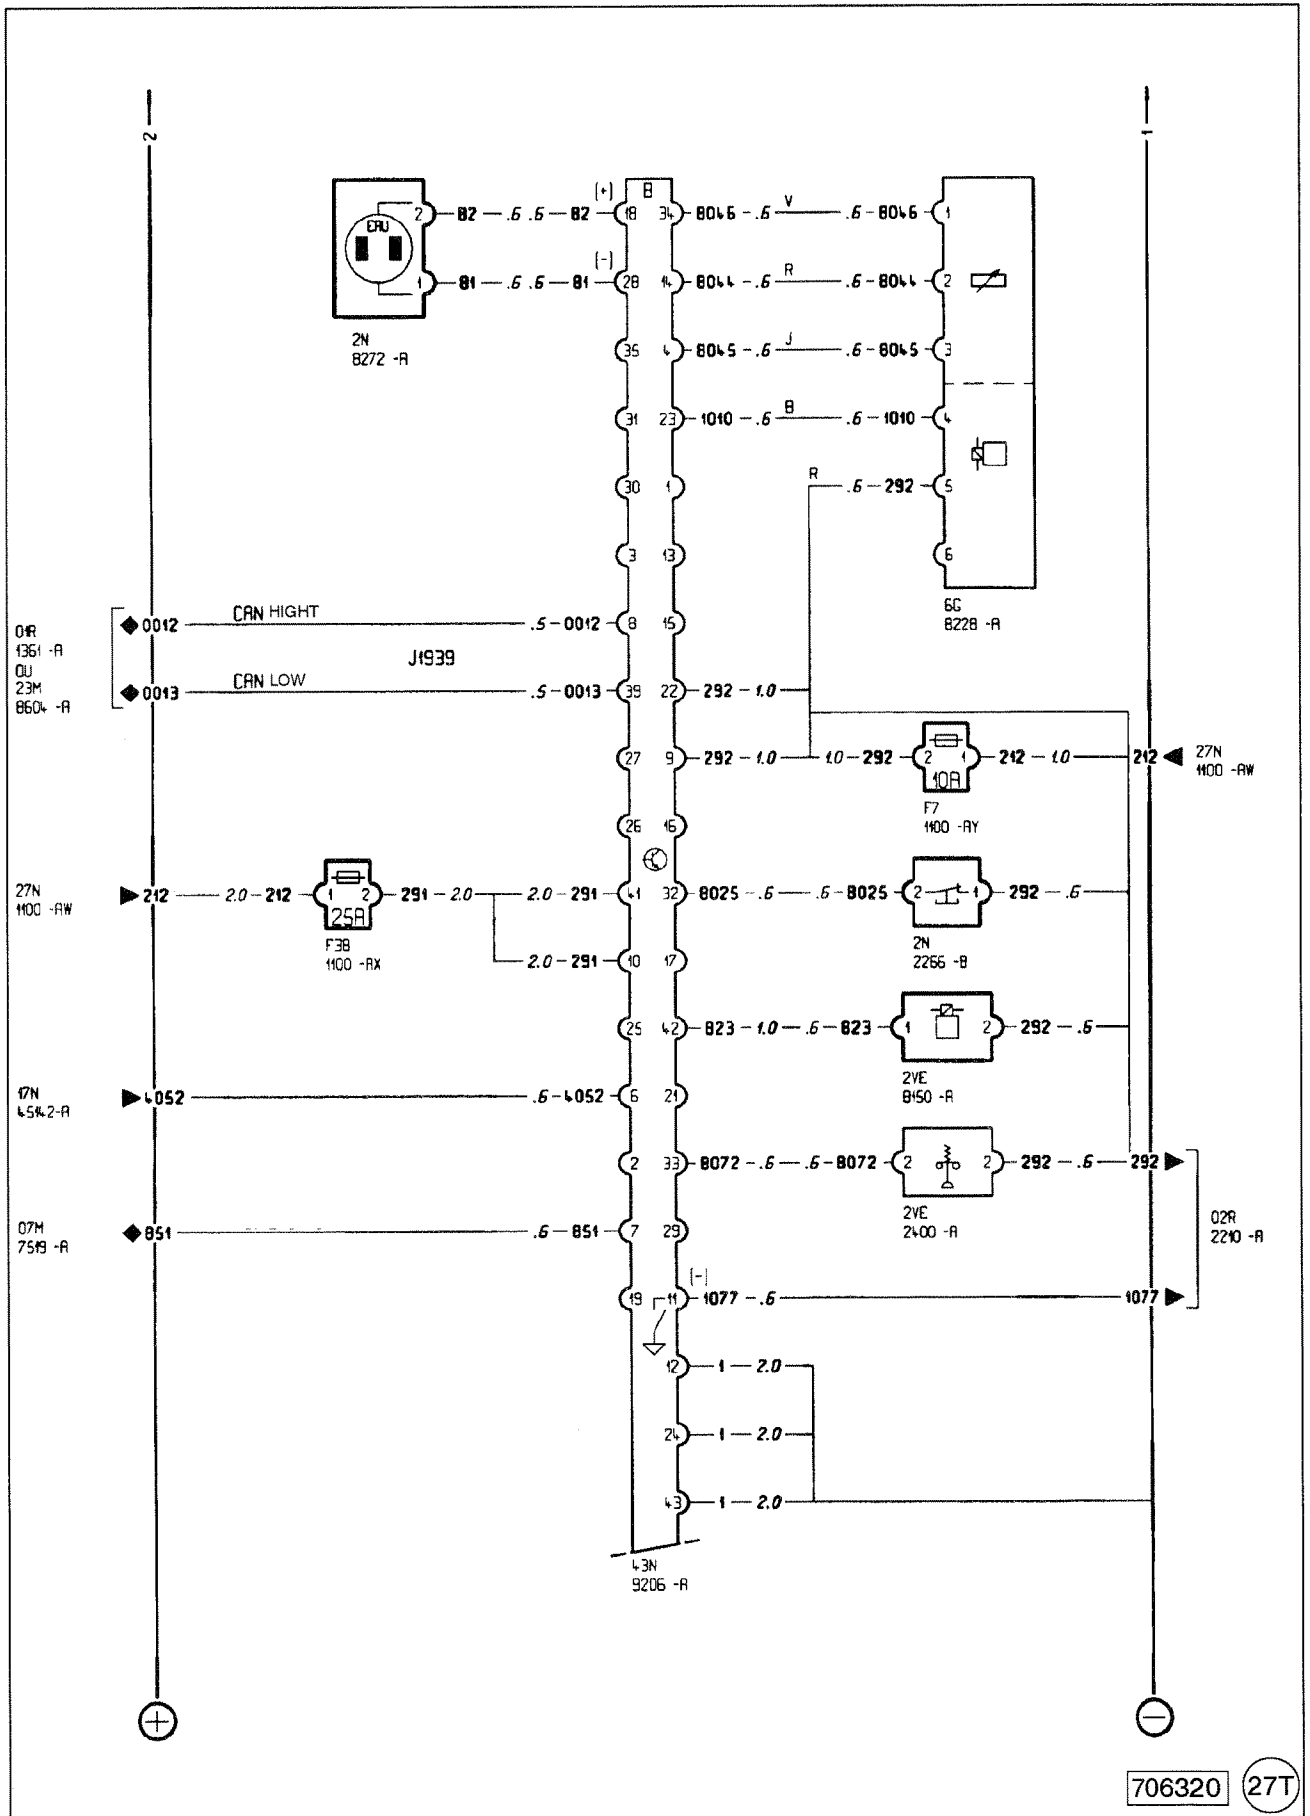 2
1
(+)
B
2 82 .6 .6 82 18 34 8046 .6 V .6 8046 1
EAU
(-)
1 81 .6 .6 81 28 14 8044 .6 R .6 8044 2
2N
8272 -A
35 4 8045 .6 J .6 8045 3
31 23 1010 .6 B .6 1010 4
30 1 R .6 292 5
3 13 6
6G
8228 -A
01R
1361 -A
OU
23M
8604 -A
0012 CAN HIGHT .5 0012 8 15
J1939
0013 CAN LOW .5 0013 39 22 292 1.0
27 9 292 1.0 1.0 292 2 1 212 1.0 212
10A
27N
1100 -AW
F7
1100 -AY
26 16
27N
1100 -AW
212 2.0 212 1 2 291 2.0 2.0 291 41 32 8025 .6 .6 8025 2 1 292 .6
25A
F38
1100 -AX
2N
2266 -B
2.0 291 10 17
25 42 823 1.0 .6 823 1 2 292 .6
2VE
8150 -A
17N
4514.2-A
4052 .6 4052 6 21
2 33 8072 .6 .6 8072 2 2 292 .6 292
2VE
2400 -A
02R
2210 -A
07M
7519 -A
851 .6 851 7 29
(-)
19 11 1077 .6 1077
12 1 2.0
24 1 2.0
43 1 2.0
43N
9206 -A
+
−
706320 27T